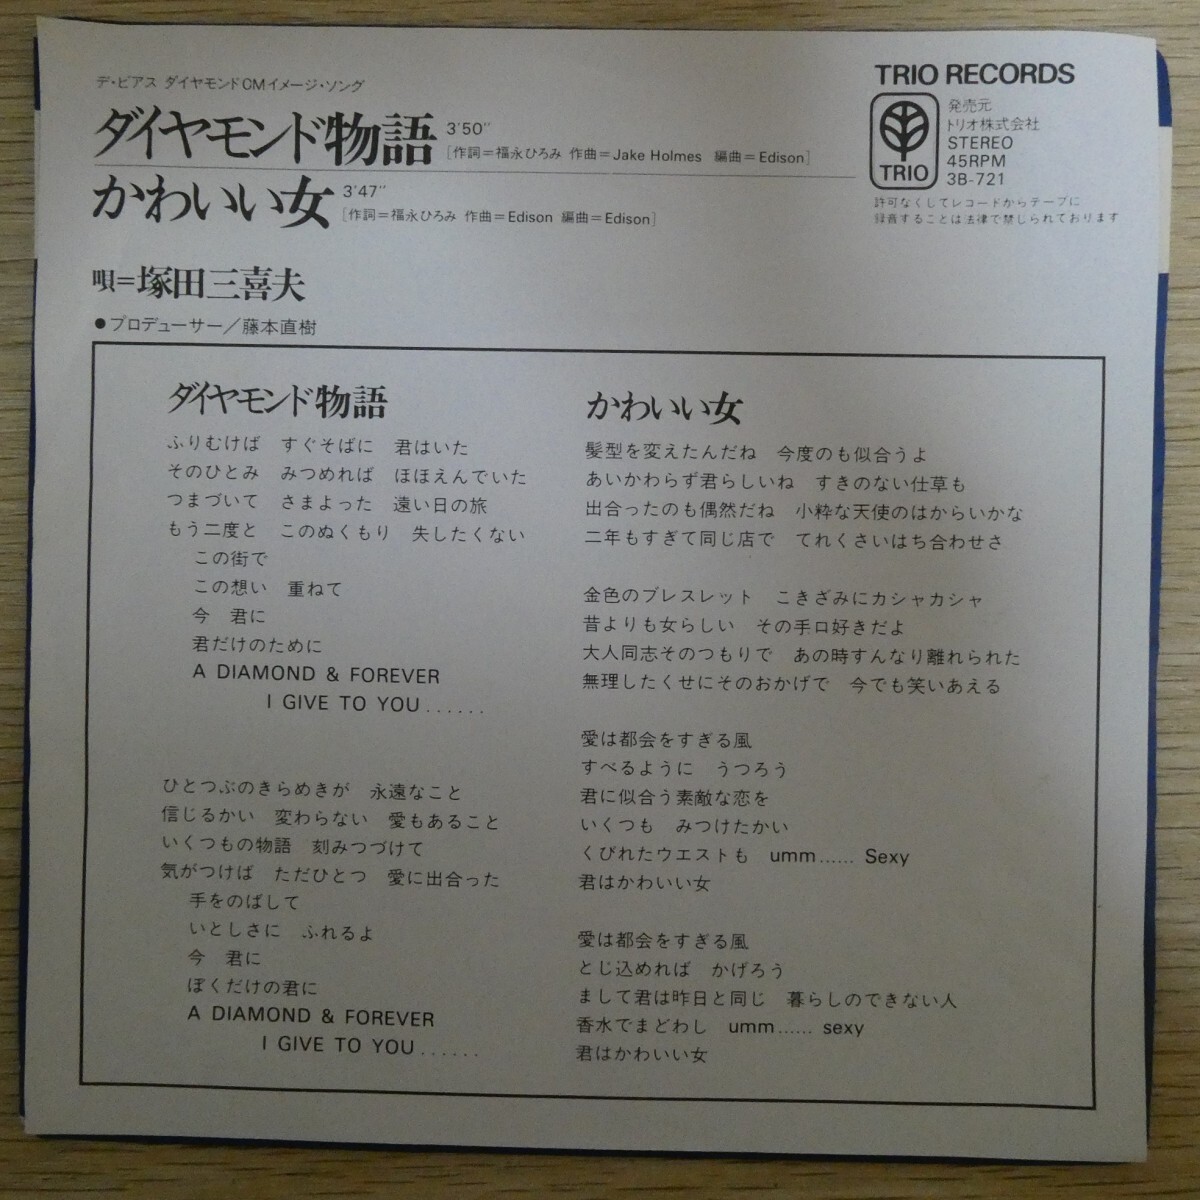 デ・ビアス ダイヤモンドCMイメージ・ソング
ダイヤモンド物語 3'50"
[作詞＝福永ひろみ 作曲＝Jake Holmes 編曲＝Edison]
かわいい女 3'47"
[作詞＝福永ひろみ 作曲＝Edison 編曲＝Edison]
唄＝塚田三喜夫
●プロデューサー／藤本直樹
TRIO RECORDS
TRIO
発売元
トリオ株式会社
STEREO
45RPM
3B-721
許可なくしてレコードからテープに
録音することは法律で禁じられております
ダイヤモンド物語
ふりむけば　すぐそばに　君はいた
そのひとみ　みつめれば　ほほえんでいた
つまづいて　さまよった　遠い日の旅
もう二度と　このぬくもり　失したくない
この街で
この想い　重ねて
今　君に
君だけのために
A DIAMOND & FOREVER
I GIVE TO YOU......
ひとつぶのきらめきが　永遠なこと
信じるかい　変わらない　愛もあること
いくつもの物語　刻みつづけて
気がつけば　ただひとつ　愛に出合った
手をのばして
いとしさに　ふれるよ
今　君に
ぼくだけの君に
A DIAMOND & FOREVER
I GIVE TO YOU......
かわいい女
髪型を変えたんだね　今度のも似合うよ
あいかわらず君らしいね　すきのない仕草も
出合ったのも偶然だね　小粋な天使のはからいかな
二年もすぎて同じ店で　てれくさいはち合わせさ
金色のブレスレット　こきざみにカシャカシャ
昔よりも女らしい　その手口好きだよ
大人同志そのつもりで　あの時すんなり離れられた
無理したくせにそのおかげで　今でも笑いあえる
愛は都会をすぎる風
すべるように　うつろう
君に似合う素敵な恋を
いくつも　みつけたかい
くびれたウエストも　umm...... Sexy
君はかわいい女
愛は都会をすぎる風
とじ込めれば　かげろう
まして君は昨日と同じ　暮らしのできない人
香水でまどわし　umm...... sexy
君はかわいい女